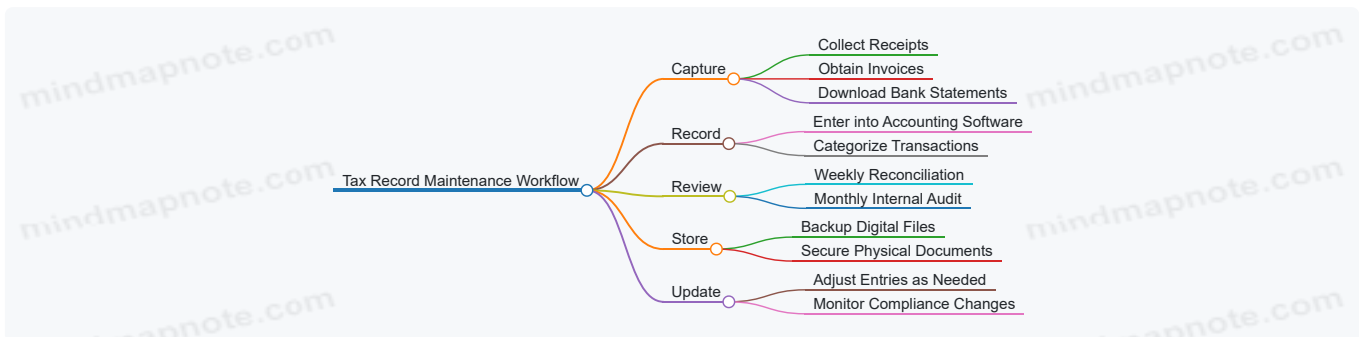 mindmapnote.com
mindmapnote.com
Tax Record Maintenance Workflow
Capture
Collect Receipts
Obtain Invoices
Download Bank Statements
Record
Enter into Accounting Software
Categorize Transactions
Review
Weekly Reconciliation
Monthly Internal Audit
Store
Backup Digital Files
Secure Physical Documents
Update
Adjust Entries as Needed
Monitor Compliance Changes
mindmapnote.com
mindmapnote.com
mindmapnote.com
mindmapnote.com